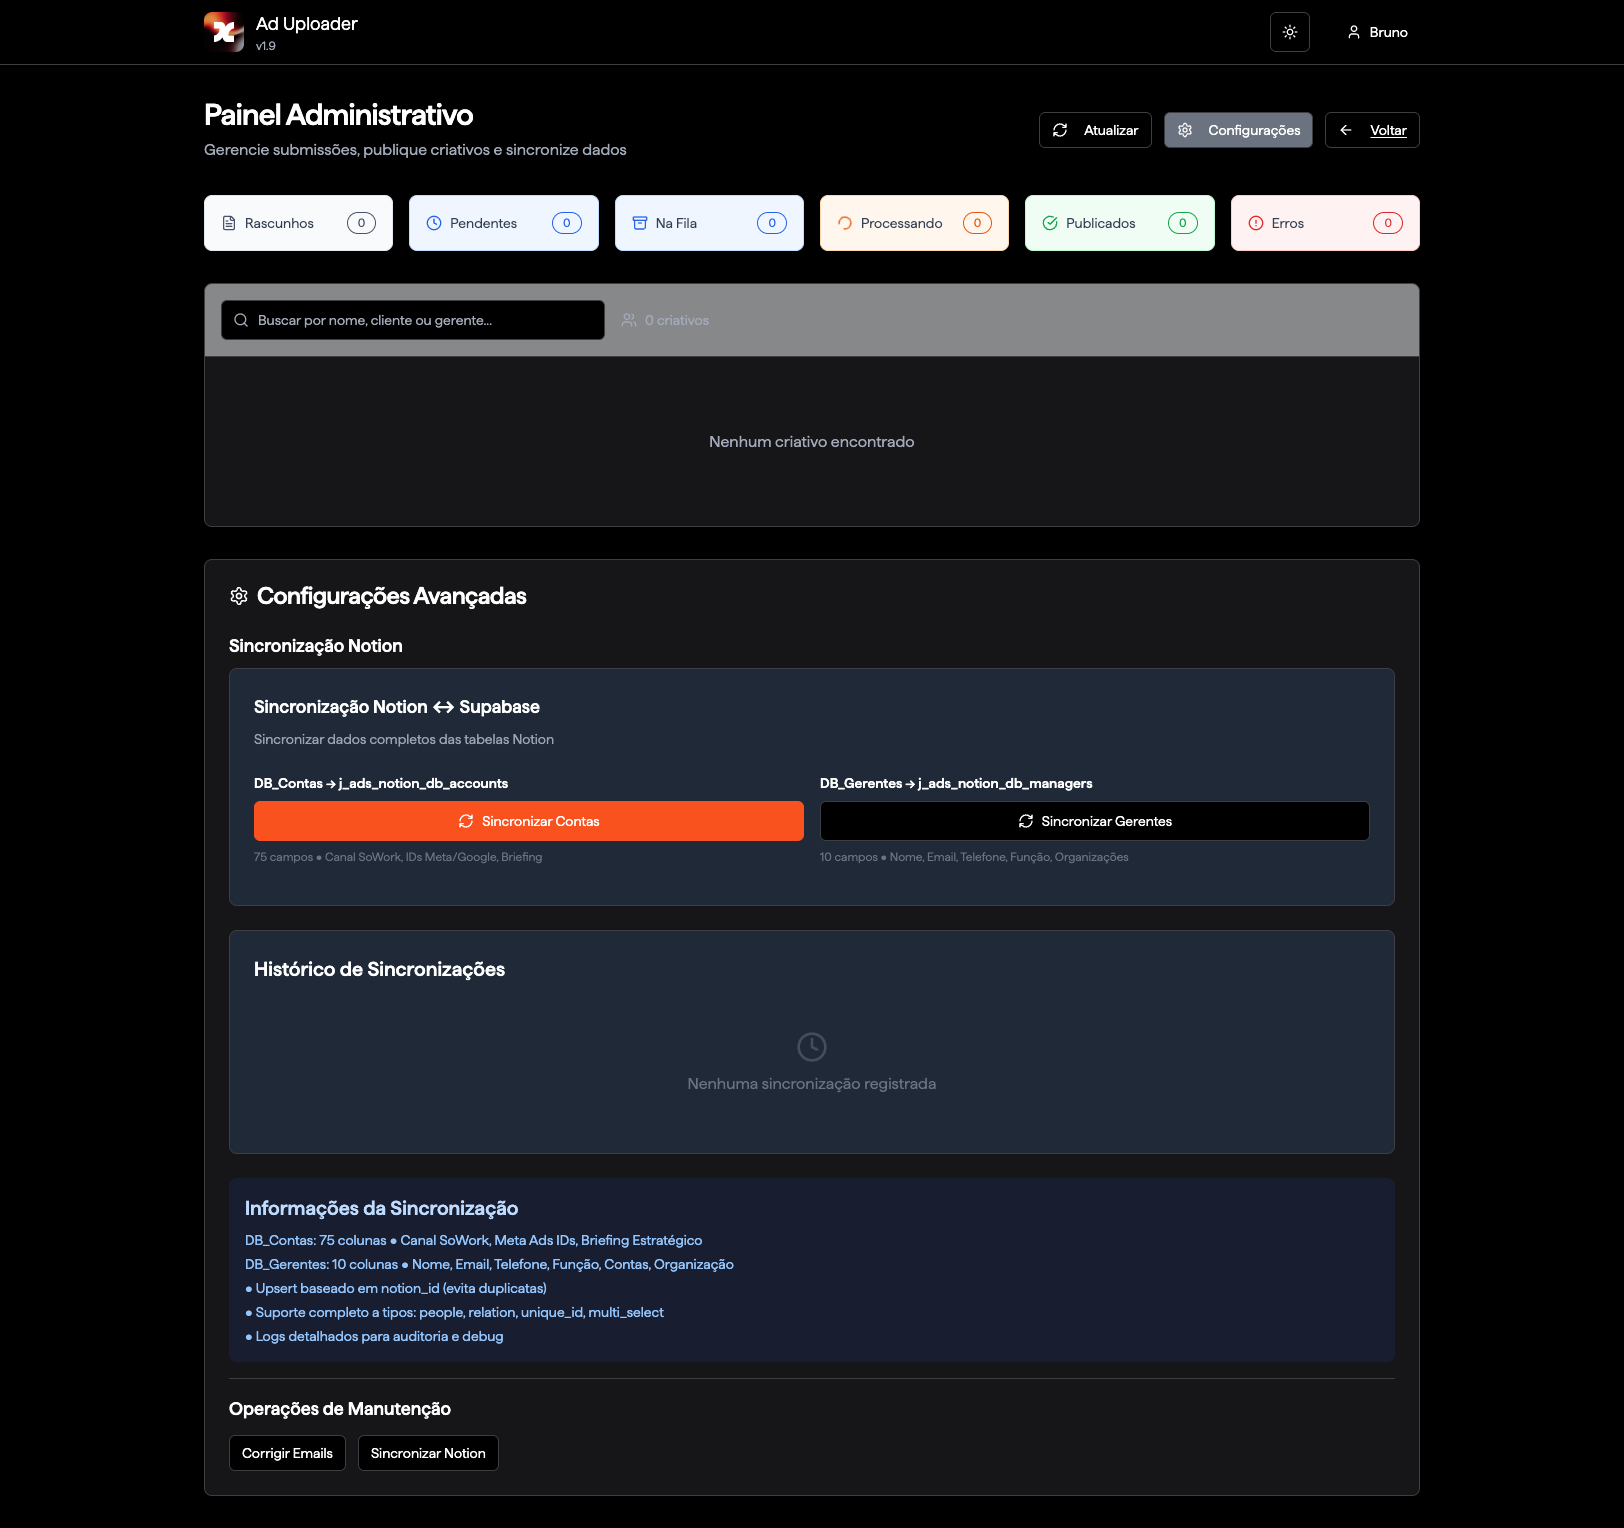 Ad Uploader
v1.9
Bruno
Painel Administrativo
Gerencie submissões, publique criativos e sincronize dados
Atualizar
Configurações
Voltar
Rascunhos 0
Pendentes 0
Na Fila 0
Processando 0
Publicados 0
Erros 0
Buscar por nome, cliente ou gerente...
0 criativos
Nenhum criativo encontrado
Configurações Avançadas
Sincronização Notion
Sincronização Notion ↔ Supabase
Sincronizar dados completos das tabelas Notion
DB_Contas → j_ads_notion_db_accounts
Sincronizar Contas
75 campos • Canal SoWork, IDs Meta/Google, Briefing
DB_Gerentes → j_ads_notion_db_managers
Sincronizar Gerentes
10 campos • Nome, Email, Telefone, Função, Organizações
Histórico de Sincronizações
Nenhuma sincronização registrada
Informações da Sincronização
DB_Contas: 75 colunas • Canal SoWork, Meta Ads IDs, Briefing Estratégico
DB_Gerentes: 10 colunas • Nome, Email, Telefone, Função, Contas, Organização
• Upsert baseado em notion_id (evita duplicatas)
• Suporte completo a tipos: people, relation, unique_id, multi_select
• Logs detalhados para auditoria e debug
Operações de Manutenção
Corrigir Emails
Sincronizar Notion